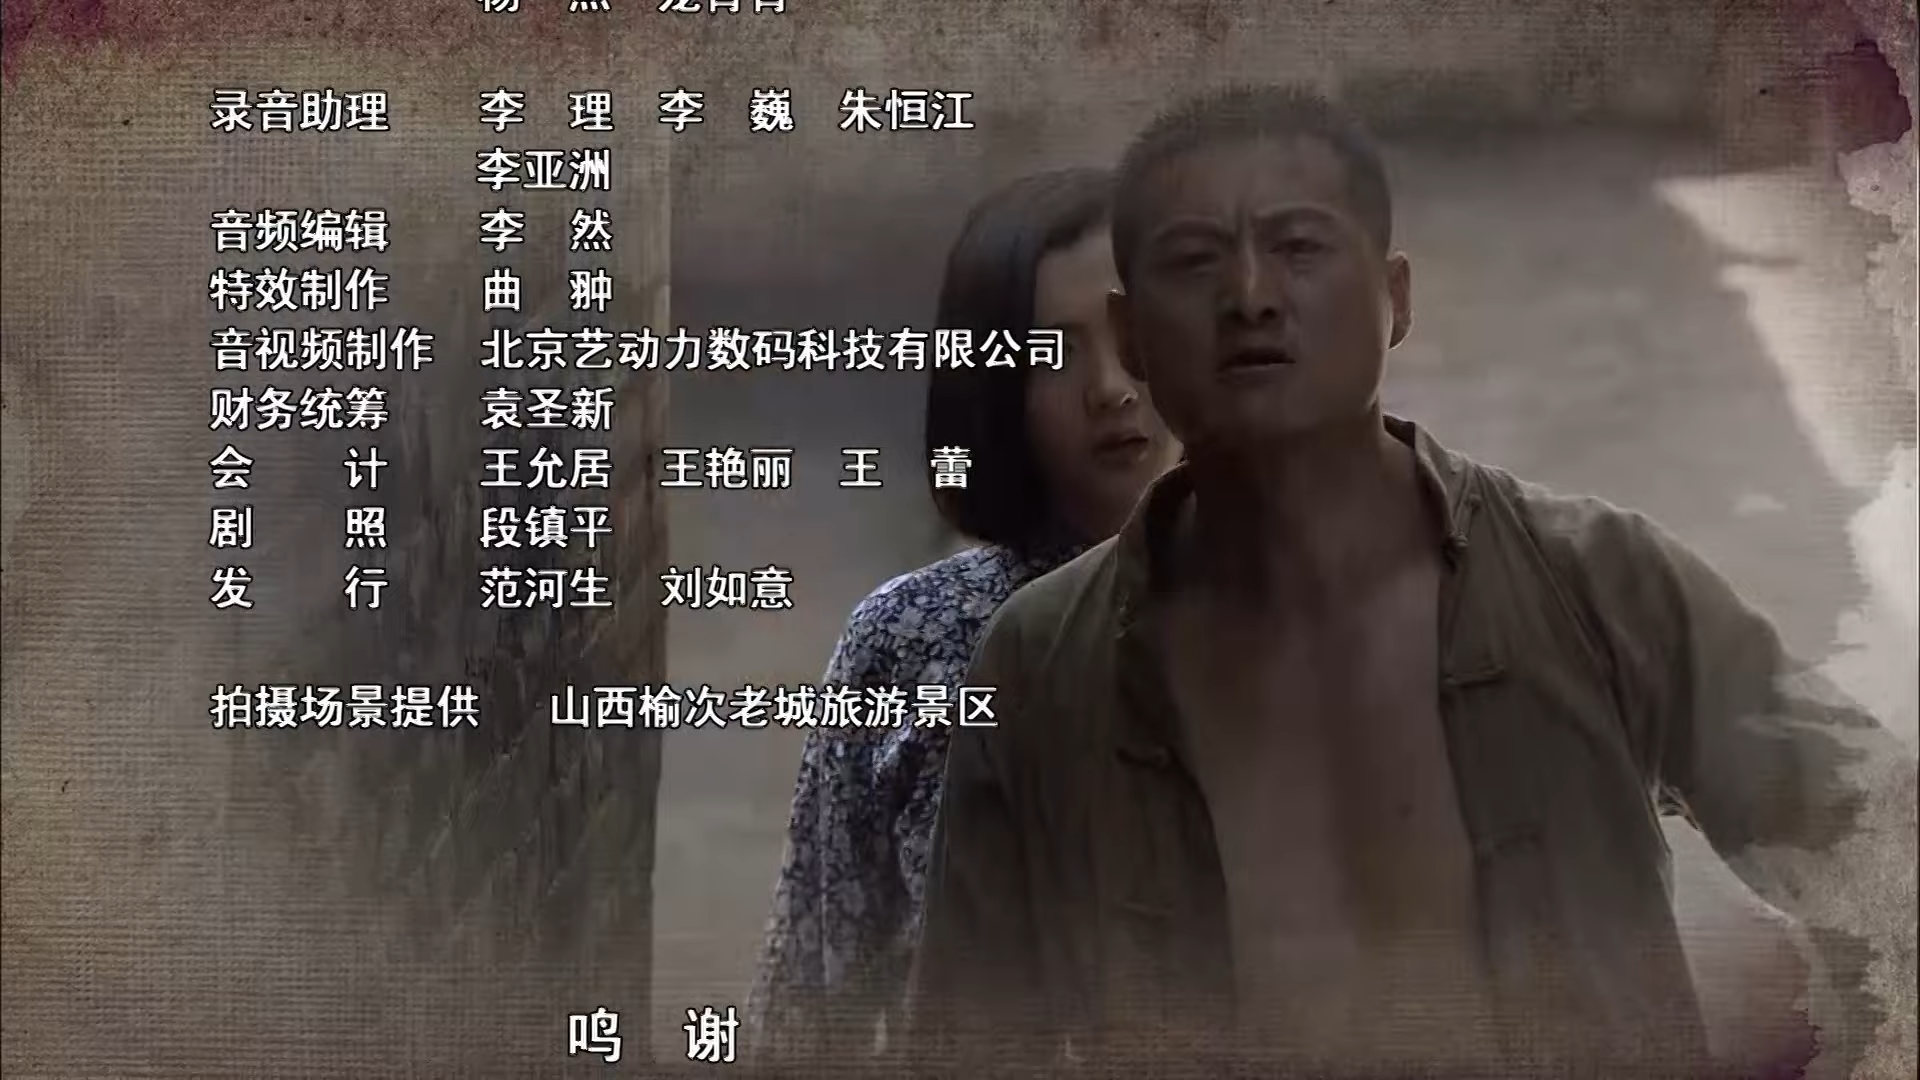 录音助理 李 理 李 巍 朱恒江
李亚洲
音频编辑 李 然
特效制作 曲 翀
音视频制作 北京艺动力数码科技有限公司
财务统筹 袁圣新
会 计 王允居 王艳丽 王 蕾
剧 照 段镇平
发 行 范河生 刘如意
拍摄场景提供 山西榆次老城旅游景区
鸣 谢